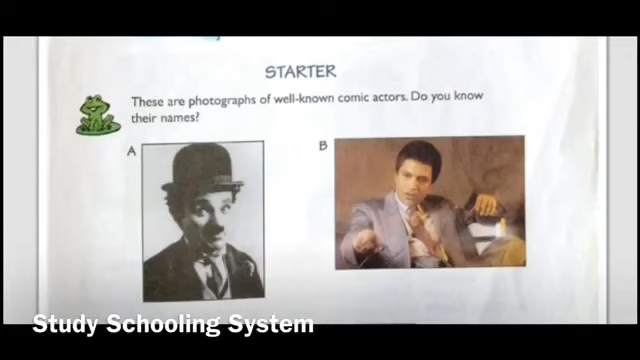 STARTER
These are photographs of well-known comic actors. Do you know
their names?
A
B
Study Schooling System